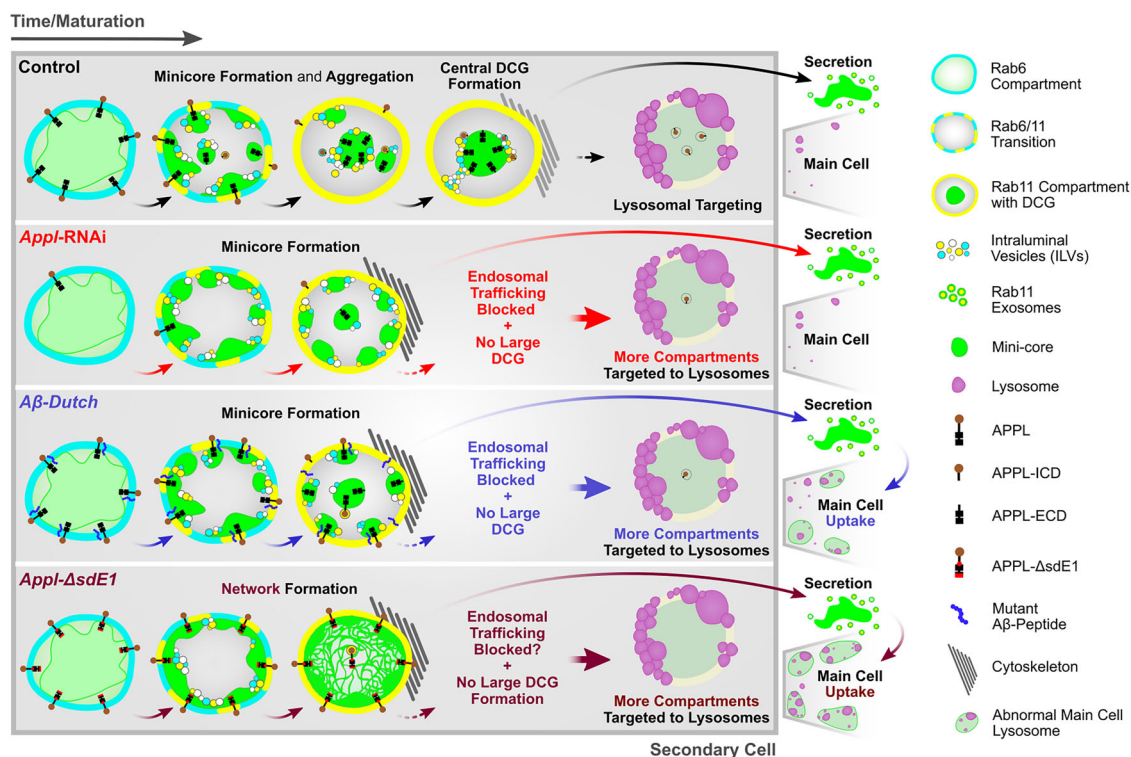 Time/Maturation
Control
Minicore Formation and Aggregation
Central DCG
Formation
Lysosomal Targeting
Secretion
Main Cell
Appl-RNAi
Minicore Formation
Endosomal
Trafficking
Blocked
+
No Large
DCG
More Compartments
Targeted to Lysosomes
Secretion
Main Cell
Aβ-Dutch
Minicore Formation
Endosomal
Trafficking
Blocked
+
No Large
DCG
More Compartments
Targeted to Lysosomes
Secretion
Main Cell
Uptake
Appl-ΔsdE1
Network Formation
Endosomal
Trafficking
Blocked?
+
No Large DCG
Formation
More Compartments
Targeted to Lysosomes
Secretion
Main Cell
Uptake
Secondary Cell
Rab6
Compartment
Rab6/11
Transition
Rab11 Compartment
with DCG
Intraluminal
Vesicles (ILVs)
Rab11
Exosomes
Mini-core
Lysosome
APPL
APPL-ICD
APPL-ECD
APPL-ΔsdE1
Mutant
Aβ-Peptide
Cytoskeleton
Abnormal Main Cell
Lysosome